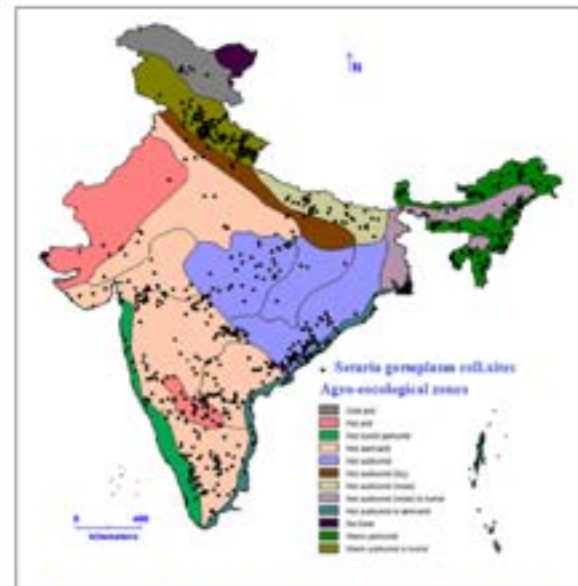 N
Setaria germplasm coll.sites
Agro-escological zones
Cold arid
Hot arid
Hot humid perhumid
Hot semiarid
Hot subhumid
Hot subhumid (dry)
Hot subhumid (moist)
Hot subhumid (moist) to humid
Hot subhumid to semiarid
No Data
Warm perhumid
Warm subhumid to humid
0 400
kilometers